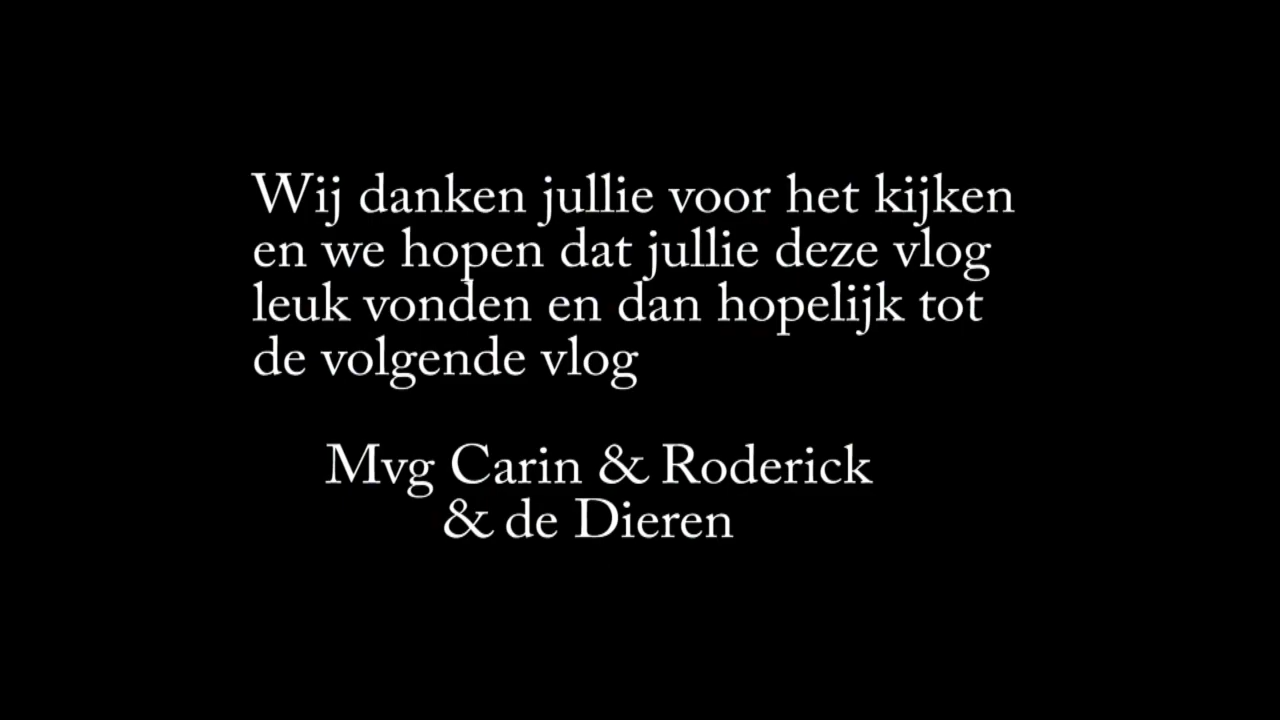 Wij danken jullie voor het kijken
en we hopen dat jullie deze vlog
leuk vonden en dan hopelijk tot
de volgende vlog
Mvg Carin & Roderick
& de Dieren